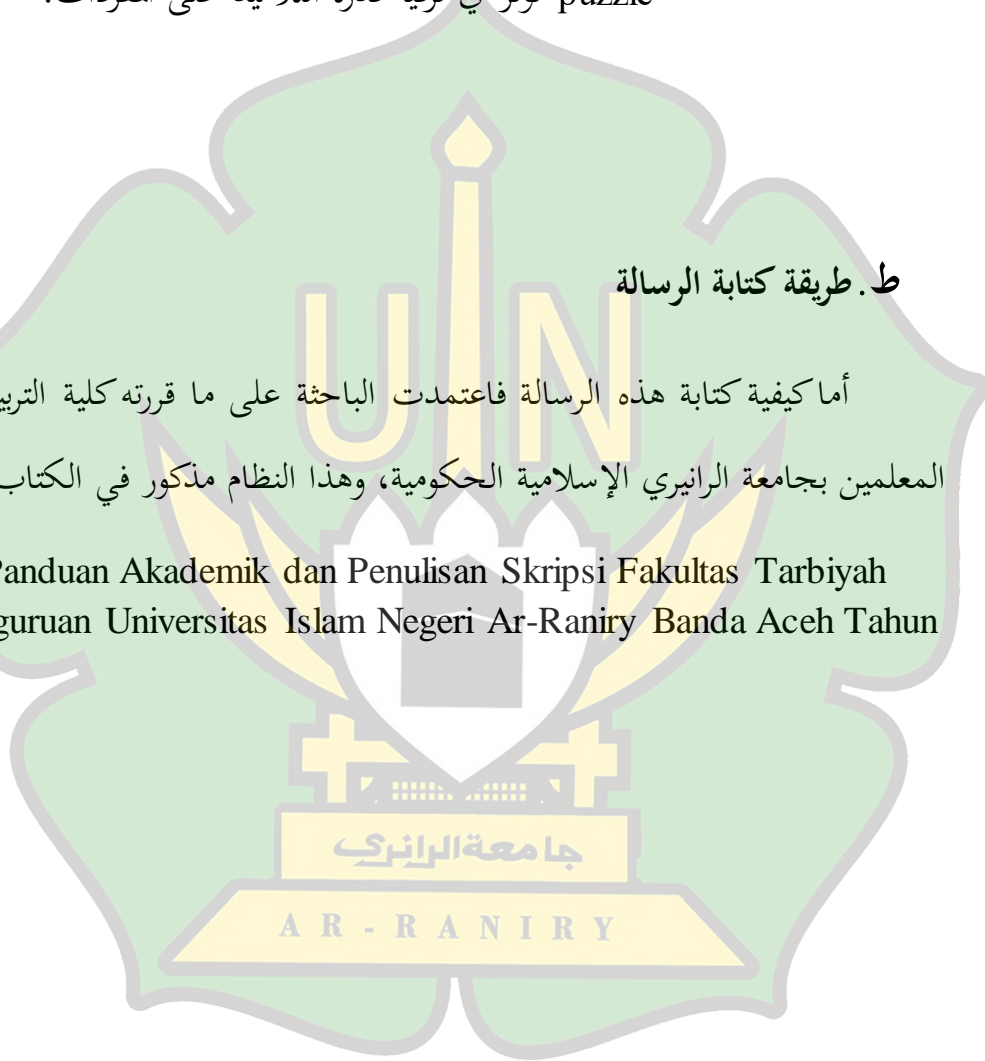 puzzle
ط. طريقة كتابة الرسالة
أما كيفية كتابة هذه الرسالة فاعتمدت الباحثة على ما قررته كلية
المعلمين بجامعة الرانيري الإسلامية الحكومية، وهذا النظام مذكور في الكتاب
Panduan Akademik dan Penulisan Skripsi Fakultas Tarbiyah
guruan Universitas Islam Negeri Ar-Raniry Banda Aceh Tahun
UIN
جامعة الرانري
AR-RANIRY